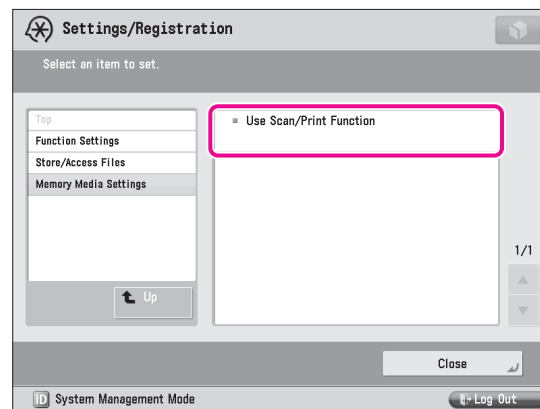 Settings/Registration
Select an item to set.
Top
Function Settings
Store/Access Files
Memory Media Settings
Up
Use Scan/Print Function
1/1
Close
ID System Management Mode
Log Out